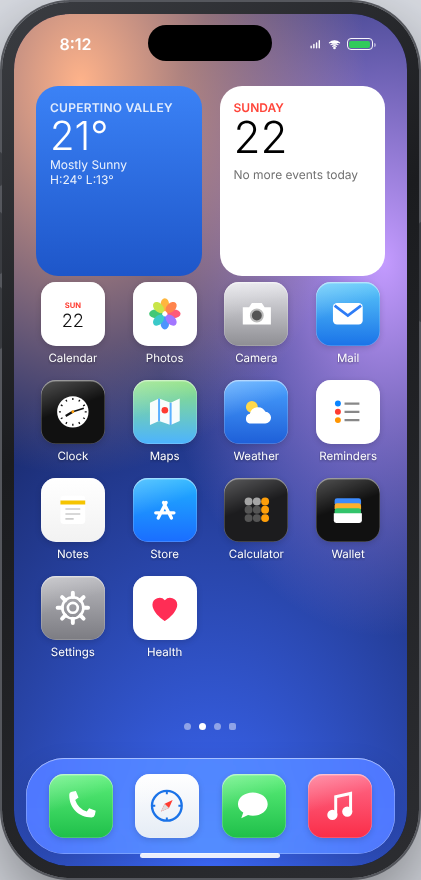 8:12
CUPERTINO VALLEY
21°
Mostly Sunny
H:24° L:13°
SUNDAY
22
No more events today
SUN
22
Calendar
Photos
Camera
Mail
Clock
Maps
Weather
Reminders
Notes
Store
Calculator
Wallet
Settings
Health